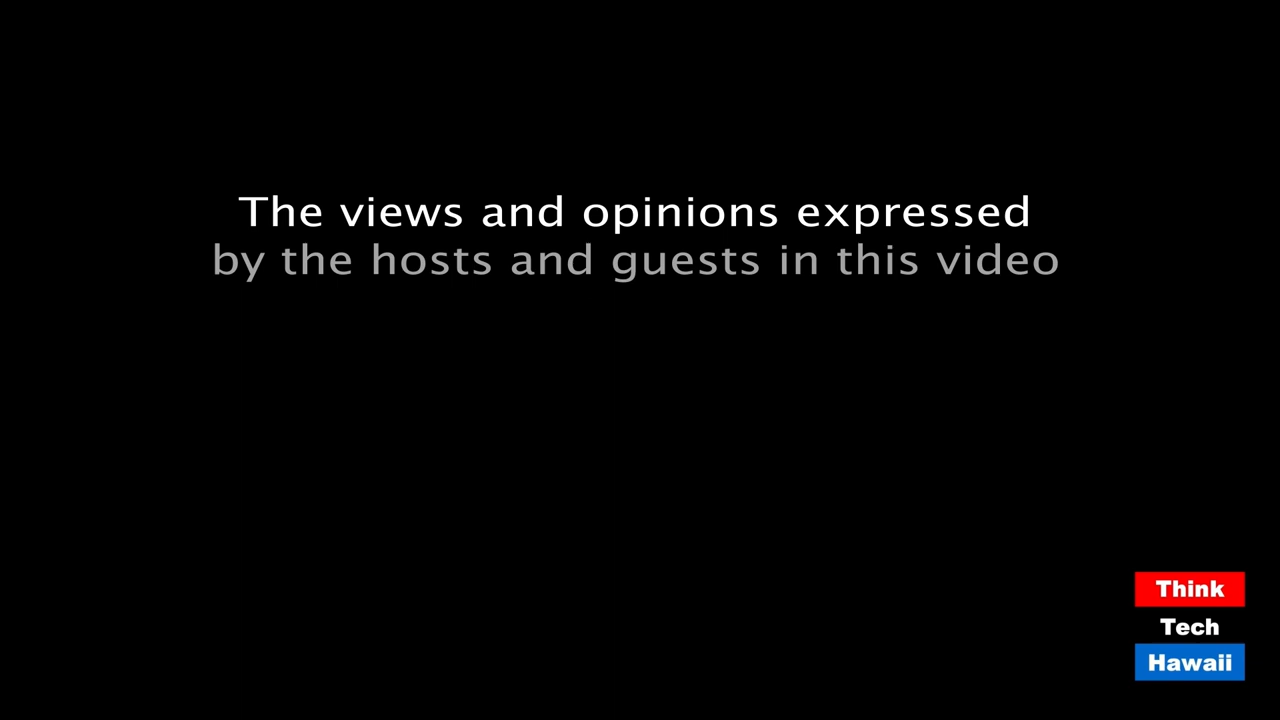 The views and opinions expressed
by the hosts and guests in this video
Think
Tech
Hawaii